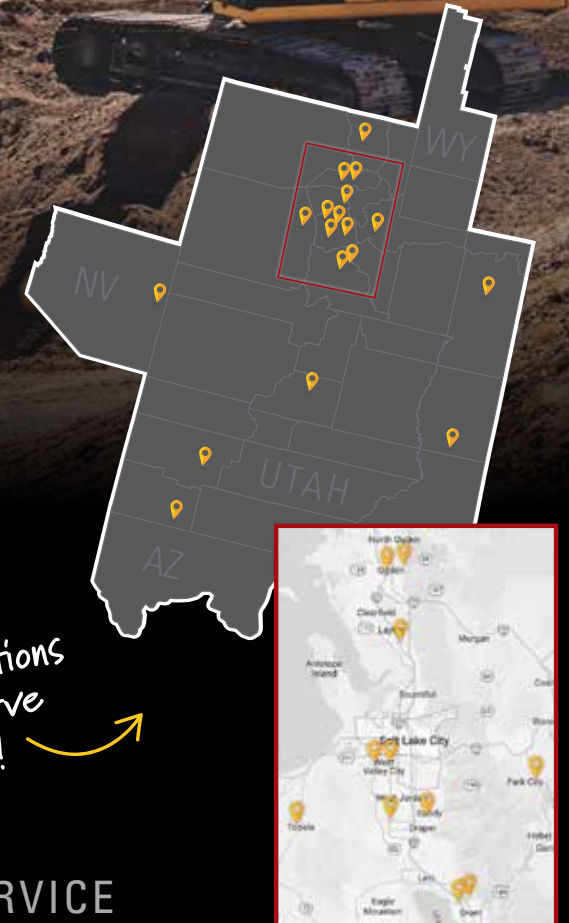 WY
NV
UTAH
AZ
tions
ve
!
RVICE
North Ogden
Ogden
Clearfield
Layt
Morgan
Antelope
Island
Bountiful
Salt Lake City
West
Valley City
Park City
West Jordan
Sandy
Tooele
Draper
Lehi
Eagle
Mountain
Orem